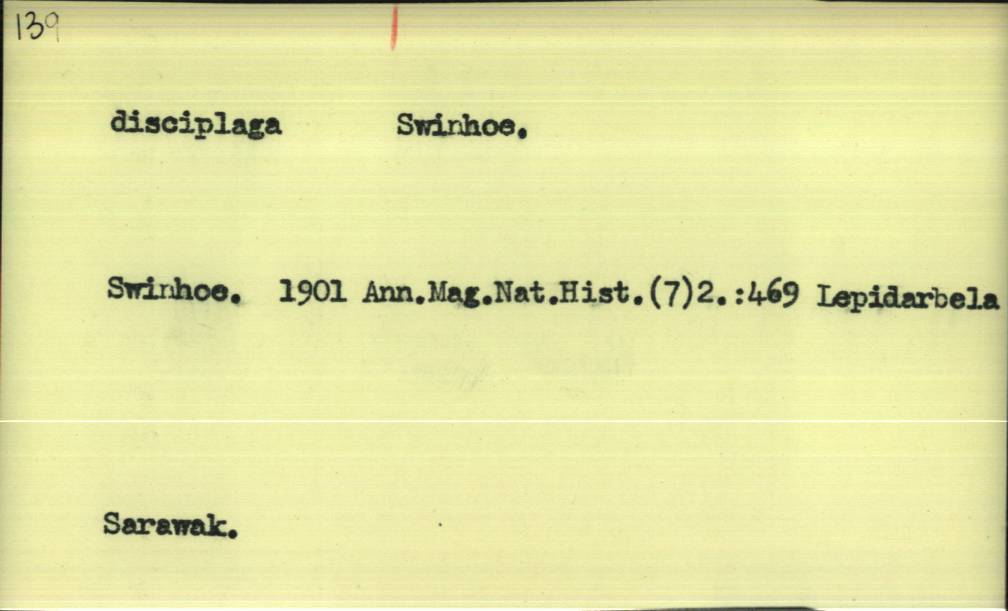 139
disciplaga Swinhoe.
Swinhoe. 1901 Ann.Mag.Nat.Hist.(7)2.:469 Lepidarbela
Sarawak.